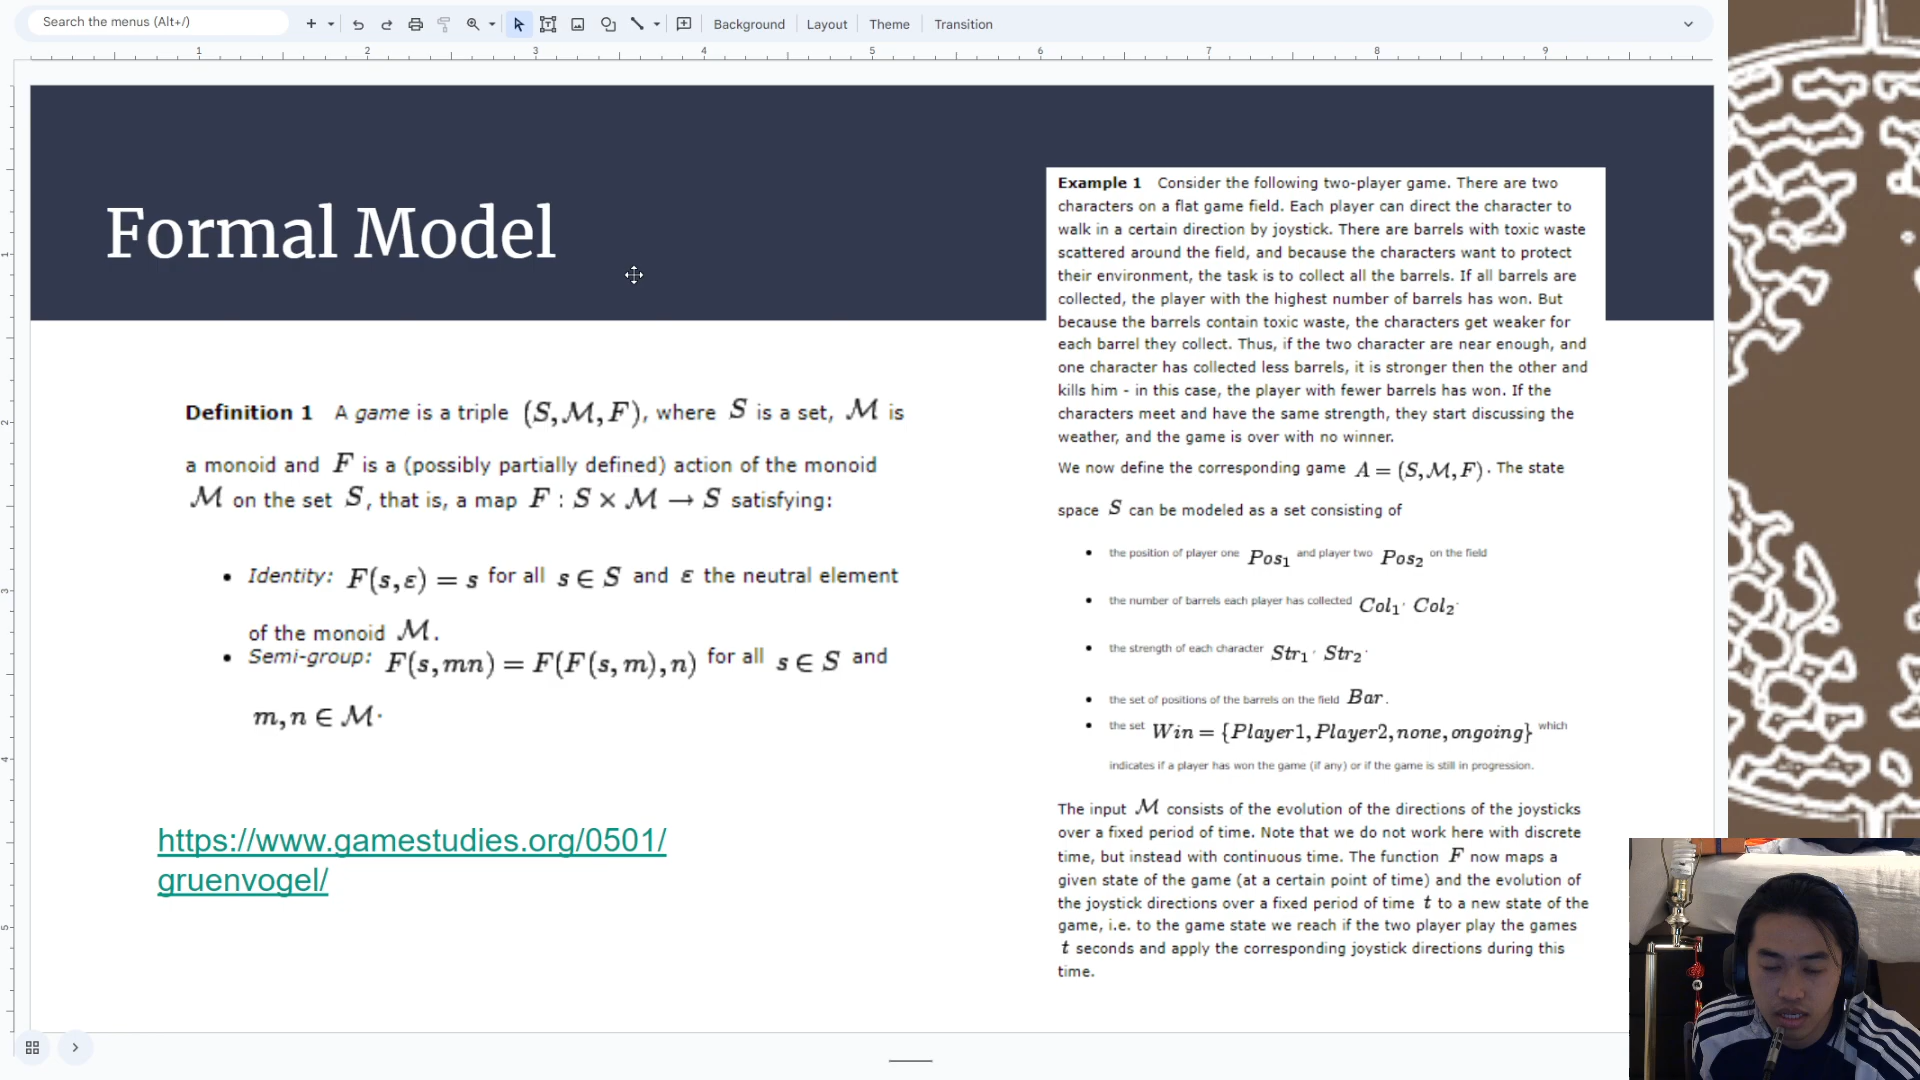 Search the menus (Alt+/)
Background
Layout
Theme
Transition
1 2 3 4 5 6 7 8 9
1
2
3
4
5
Formal Model
Definition 1 A game is a triple (S, ℳ, F), where S is a set, ℳ is
a monoid and F is a (possibly partially defined) action of the monoid
ℳ on the set S, that is, a map F : S × ℳ → S satisfying:
• Identity: F(s, ε) = s for all s ∈ S and ε the neutral element
of the monoid ℳ.
• Semi-group: F(s, mn) = F(F(s, m), n) for all s ∈ S and
m, n ∈ ℳ.
https://www.gamestudies.org/0501/
gruenvogel/
Example 1 Consider the following two-player game. There are two
characters on a flat game field. Each player can direct the character to
walk in a certain direction by joystick. There are barrels with toxic waste
scattered around the field, and because the characters want to protect
their environment, the task is to collect all the barrels. If all barrels are
collected, the player with the highest number of barrels has won. But
because the barrels contain toxic waste, the characters get weaker for
each barrel they collect. Thus, if the two character are near enough, and
one character has collected less barrels, it is stronger then the other and
kills him - in this case, the player with fewer barrels has won. If the
characters meet and have the same strength, they start discussing the
weather, and the game is over with no winner.
We now define the corresponding game A = (S, ℳ, F). The state
space S can be modeled as a set consisting of
• the position of player one Pos₁ and player two Pos₂ on the field
• the number of barrels each player has collected Col₁, Col₂.
• the strength of each character Str₁, Str₂.
• the set of positions of the barrels on the field Bar.
• the set Win = {Player1, Player2, none, ongoing} which
indicates if a player has won the game (if any) or if the game is still in progression.
The input ℳ consists of the evolution of the directions of the joysticks
over a fixed period of time. Note that we do not work here with discrete
time, but instead with continuous time. The function F now maps a
given state of the game (at a certain point of time) and the evolution of
the joystick directions over a fixed period of time t to a new state of the
game, i.e. to the game state we reach if the two player play the games
t seconds and apply the corresponding joystick directions during this
time.